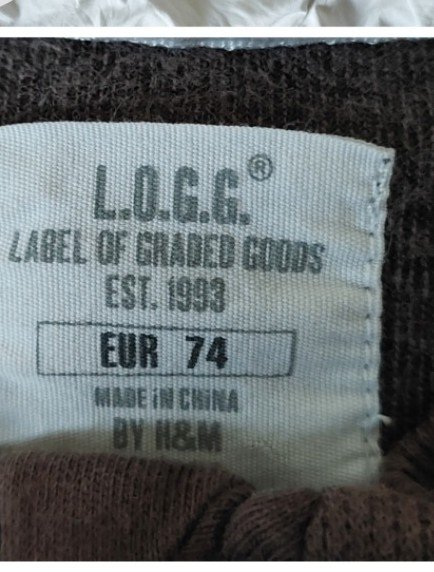 L.O.G.G.®
LABEL OF GRADED GOODS
EST. 1993
EUR 74
MADE IN CHINA
BY H&M